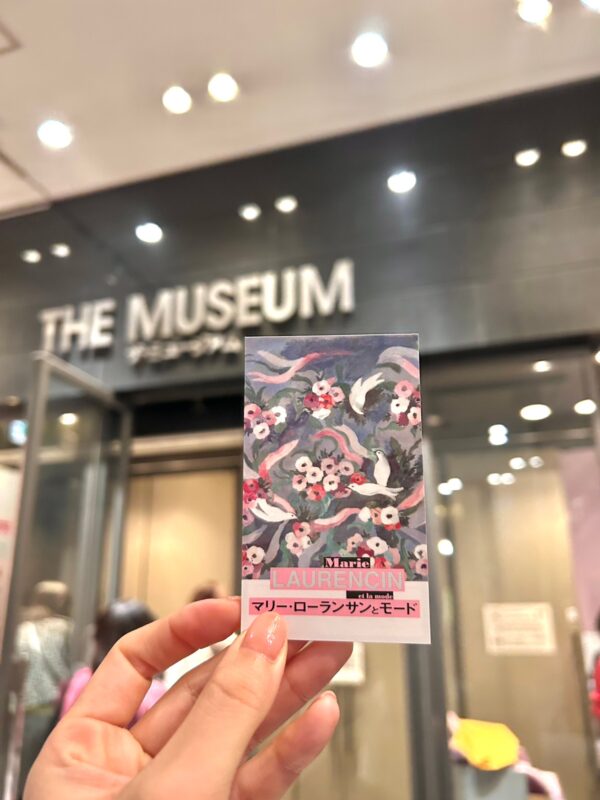 THE MUSEUM
ザ・ミュージアム
Marie
LAURENCIN
et la mode
マリー・ローランサンとモード